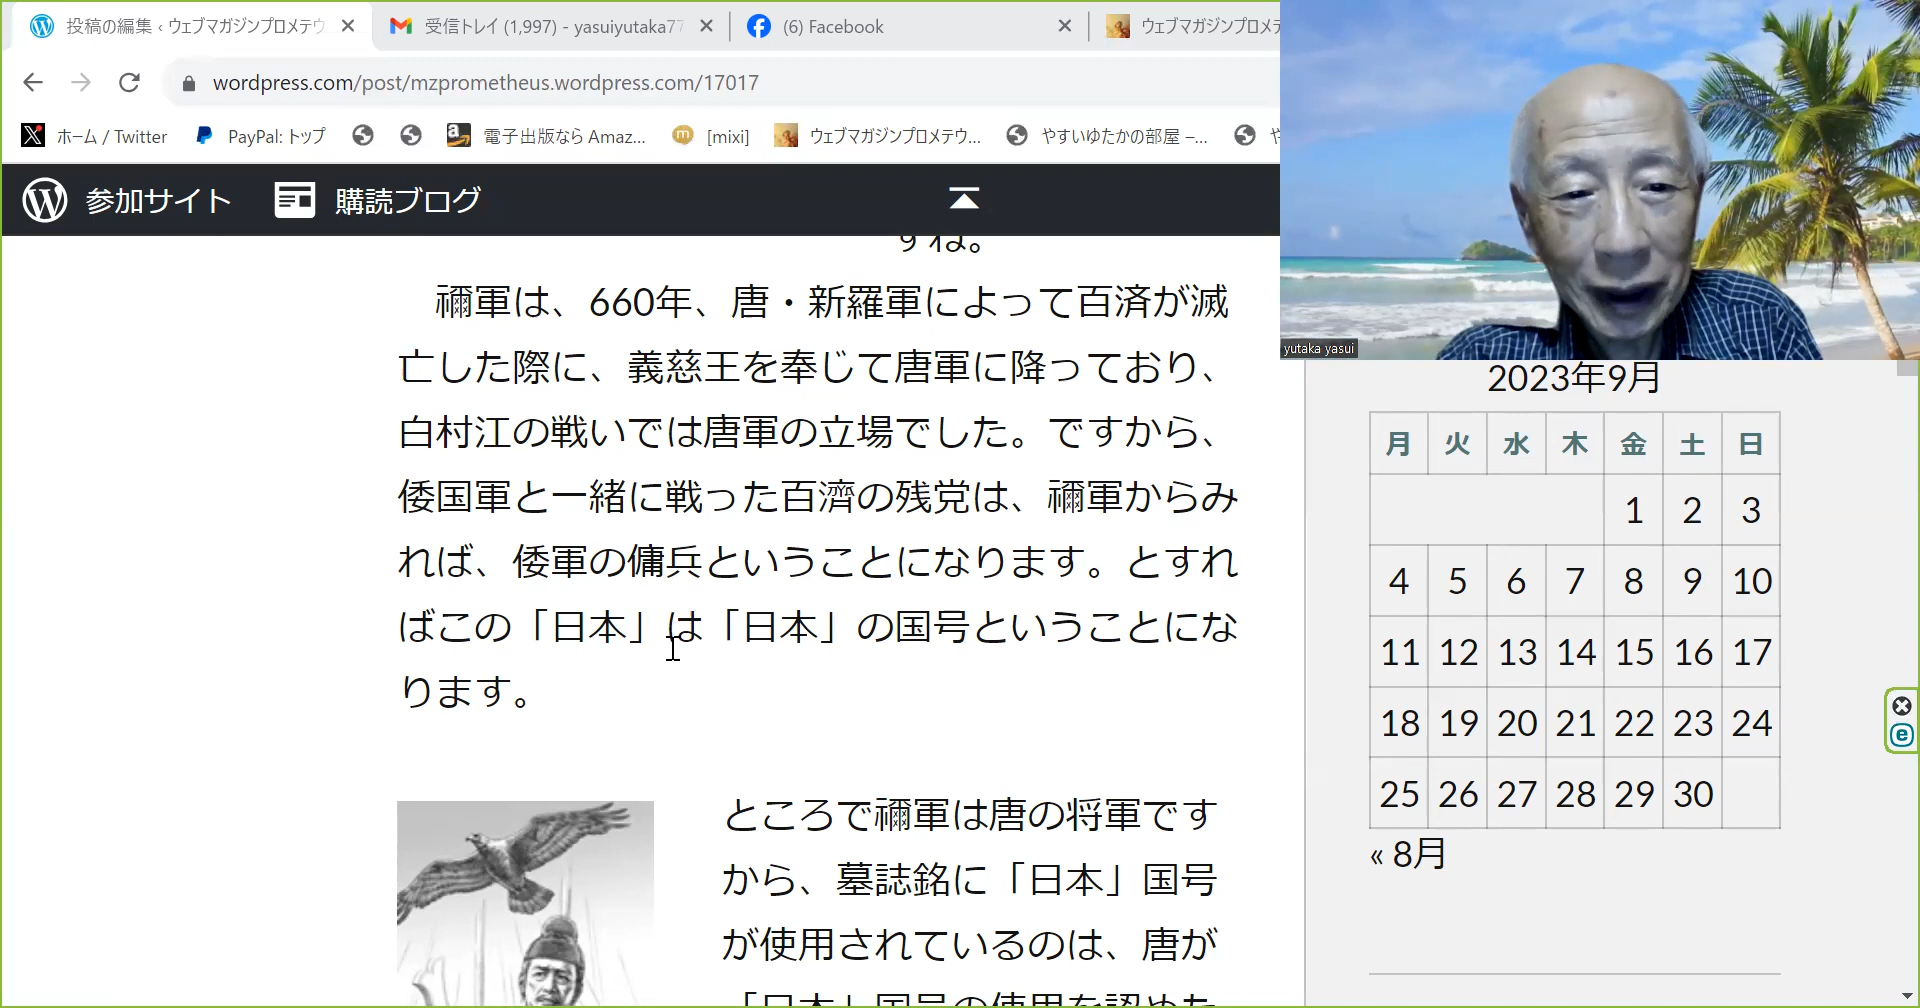 投稿の編集 ‹ ウェブマガジンプロメテウ
受信トレイ (1,997) - yasuiyutaka77
(6) Facebook
ウェブマガジンプロメ
wordpress.com/post/mzprometheus.wordpress.com/17017
ホーム / Twitter
PayPal: トップ
電子出版なら Amaz...
[mixi]
ウェブマガジンプロメテウ...
やすいゆたかの部屋 –...
参加サイト
購読ブログ
すね。
禰軍は、660年、唐・新羅軍によって百済が滅
亡した際に、義慈王を奉じて唐軍に降っており、
白村江の戦いでは唐軍の立場でした。ですから、
倭国軍と一緒に戦った百濟の残党は、禰軍からみ
れば、倭軍の傭兵ということになります。とすれ
ばこの「日本」は「日本」の国号ということにな
ります。
ところで禰軍は唐の将軍です
から、墓誌銘に「日本」国号
が使用されているのは、唐が
「日本」国号の使用を認めた
yutaka yasui
2023年9月
月 火 水 木 金 土 日
1 2 3
4 5 6 7 8 9 10
11 12 13 14 15 16 17
18 19 20 21 22 23 24
25 26 27 28 29 30
« 8月